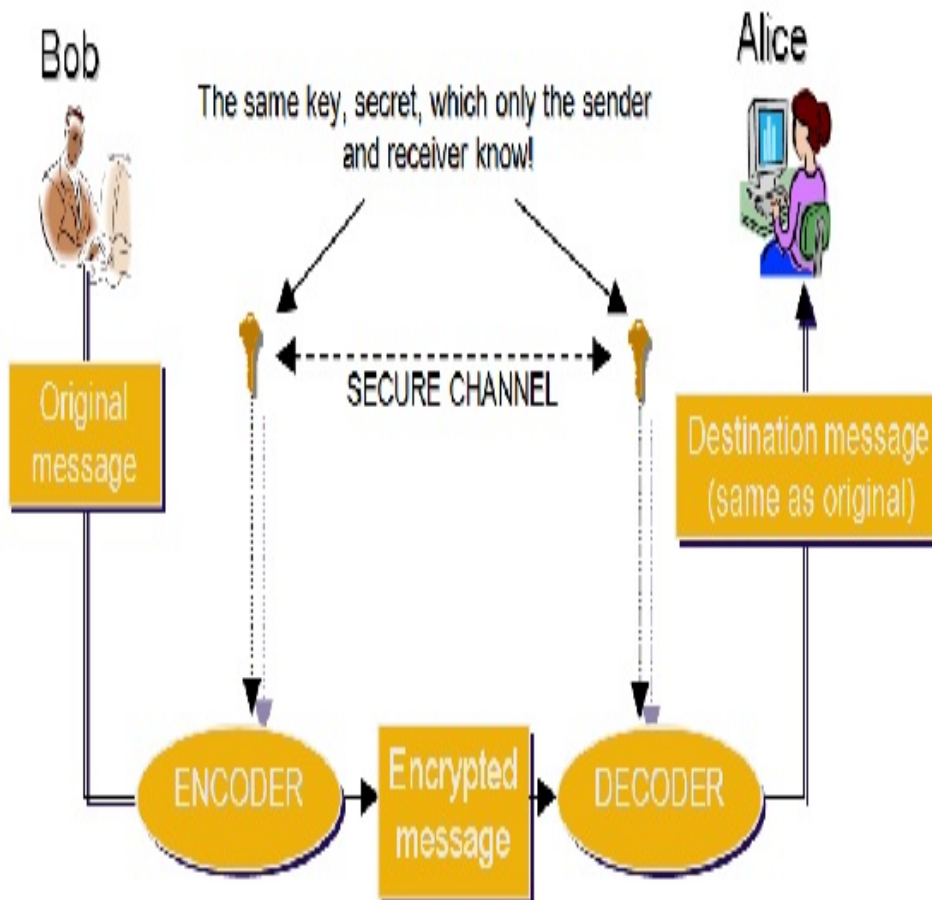 Bob
Alice
The same key, secret, which only the sender
and receiver know!
SECURE CHANNEL
Original
message
Destination message
(same as original)
ENCODER
Encrypted
message
DECODER